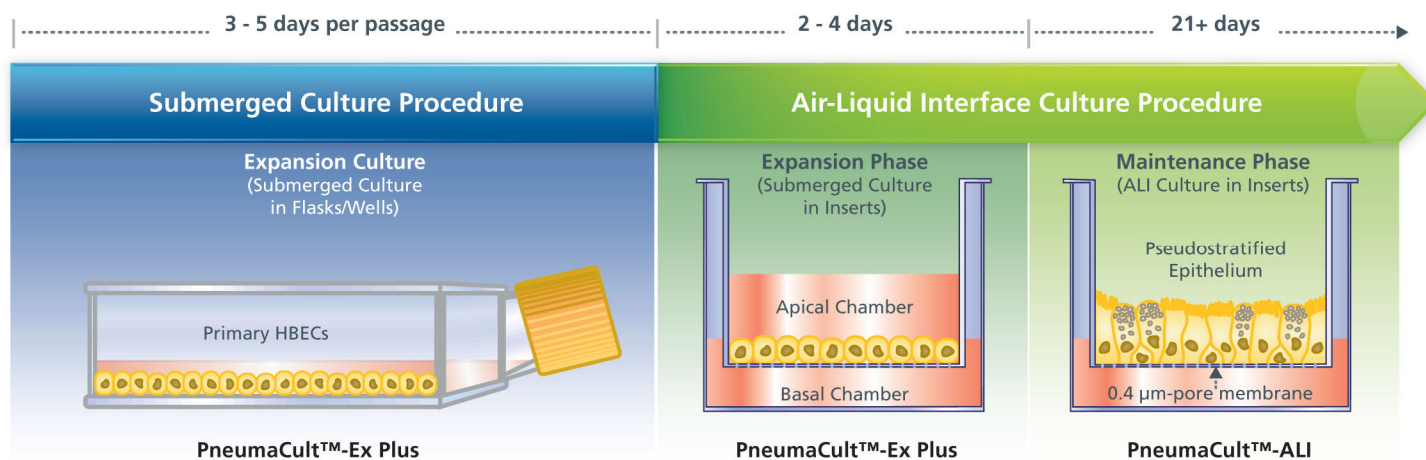 3 - 5 days per passage
2 - 4 days
21+ days
Submerged Culture Procedure
Air-Liquid Interface Culture Procedure
Expansion Culture
(Submerged Culture
in Flasks/Wells)
Expansion Phase
(Submerged Culture
in Inserts)
Maintenance Phase
(ALI Culture in Inserts)
Primary HBECs
Apical Chamber
Basal Chamber
Pseudostratified
Epithelium
0.4 µm-pore membrane
PneumaCult™-Ex Plus
PneumaCult™-Ex Plus
PneumaCult™-ALI